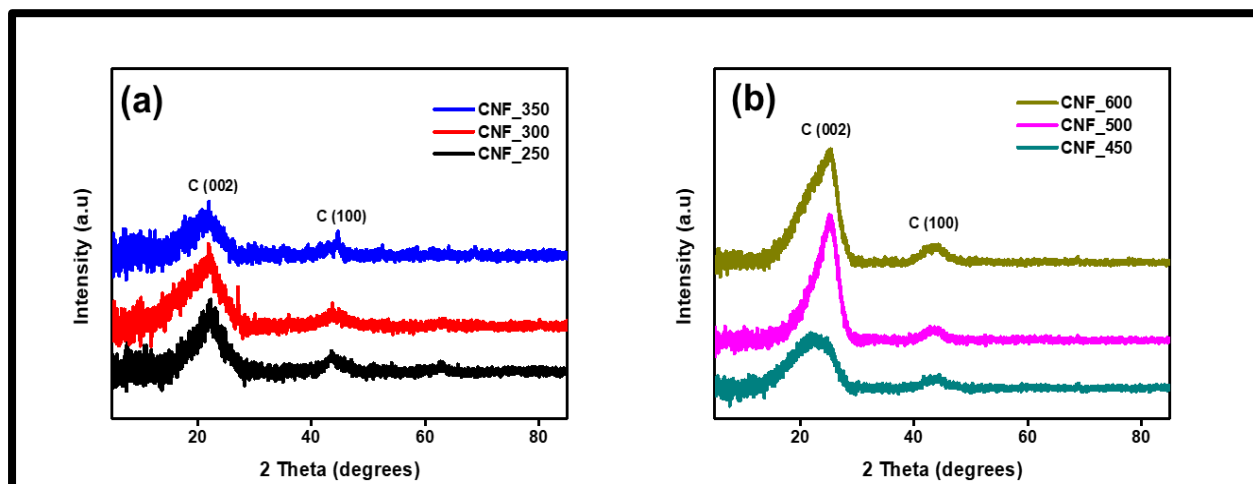 (a)
CNF_350
CNF_300
CNF_250
C (002)
C (100)
Intensity (a.u)
20 40 60 80
2 Theta (degrees)
(b)
CNF_600
CNF_500
CNF_450
C (002)
C (100)
Intensity (a.u)
20 40 60 80
2 Theta (degrees)